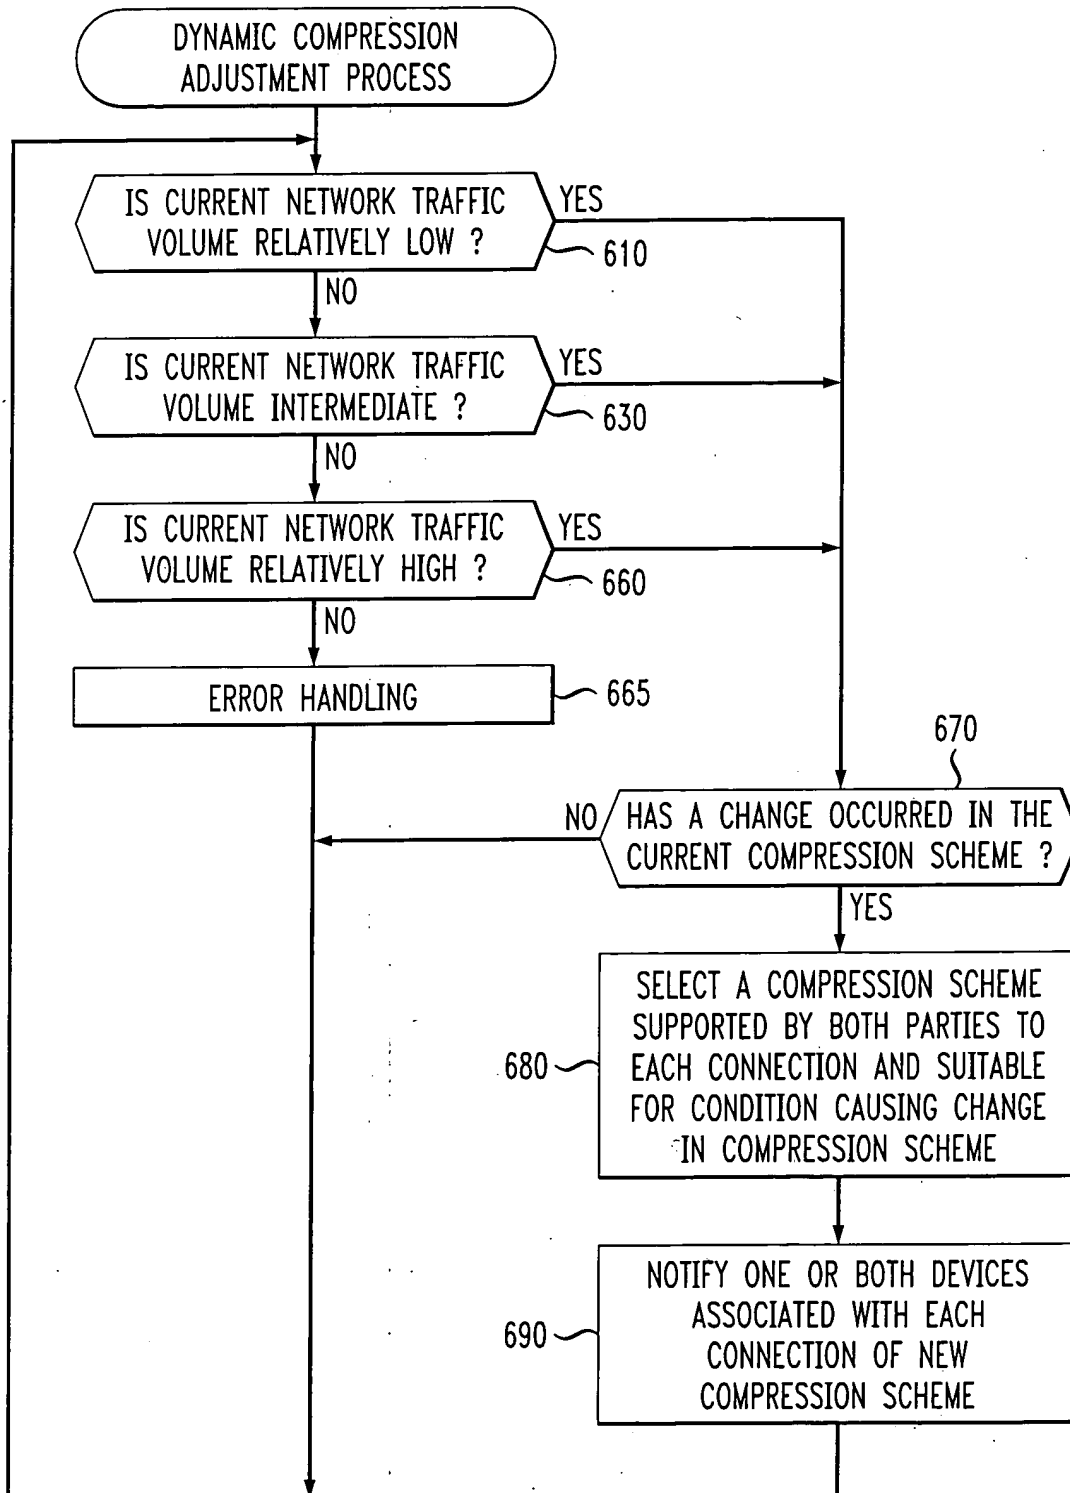 DYNAMIC COMPRESSION
ADJUSTMENT PROCESS
IS CURRENT NETWORK TRAFFIC
VOLUME RELATIVELY LOW ?
YES
610
NO
IS CURRENT NETWORK TRAFFIC
VOLUME INTERMEDIATE ?
YES
630
NO
IS CURRENT NETWORK TRAFFIC
VOLUME RELATIVELY HIGH ?
YES
660
NO
ERROR HANDLING
665
670
NO
HAS A CHANGE OCCURRED IN THE
CURRENT COMPRESSION SCHEME ?
YES
SELECT A COMPRESSION SCHEME
SUPPORTED BY BOTH PARTIES TO
EACH CONNECTION AND SUITABLE
FOR CONDITION CAUSING CHANGE
IN COMPRESSION SCHEME
680
NOTIFY ONE OR BOTH DEVICES
ASSOCIATED WITH EACH
CONNECTION OF NEW
COMPRESSION SCHEME
690